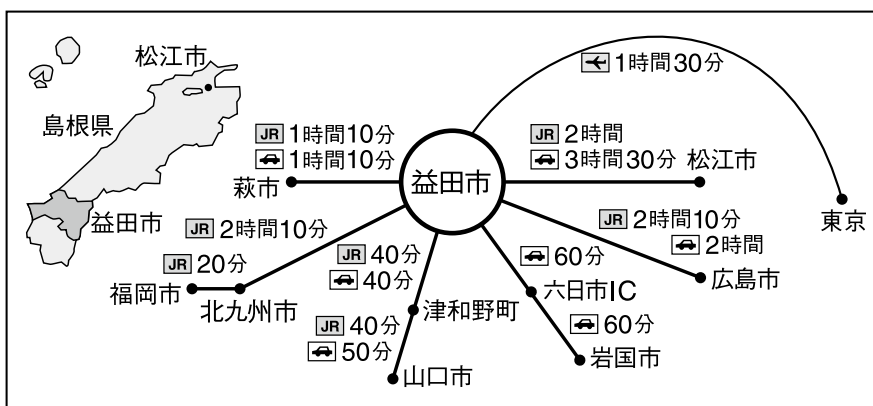 松江市
島根県
益田市
1時間30分
JR 1時間10分
1時間10分
萩市
益田市
JR 2時間
3時間30分
松江市
東京
JR 2時間10分
JR 20分
福岡市
北九州市
JR 40分
40分
津和野町
JR 40分
50分
山口市
60分
六日市IC
60分
岩国市
JR 2時間10分
2時間
広島市